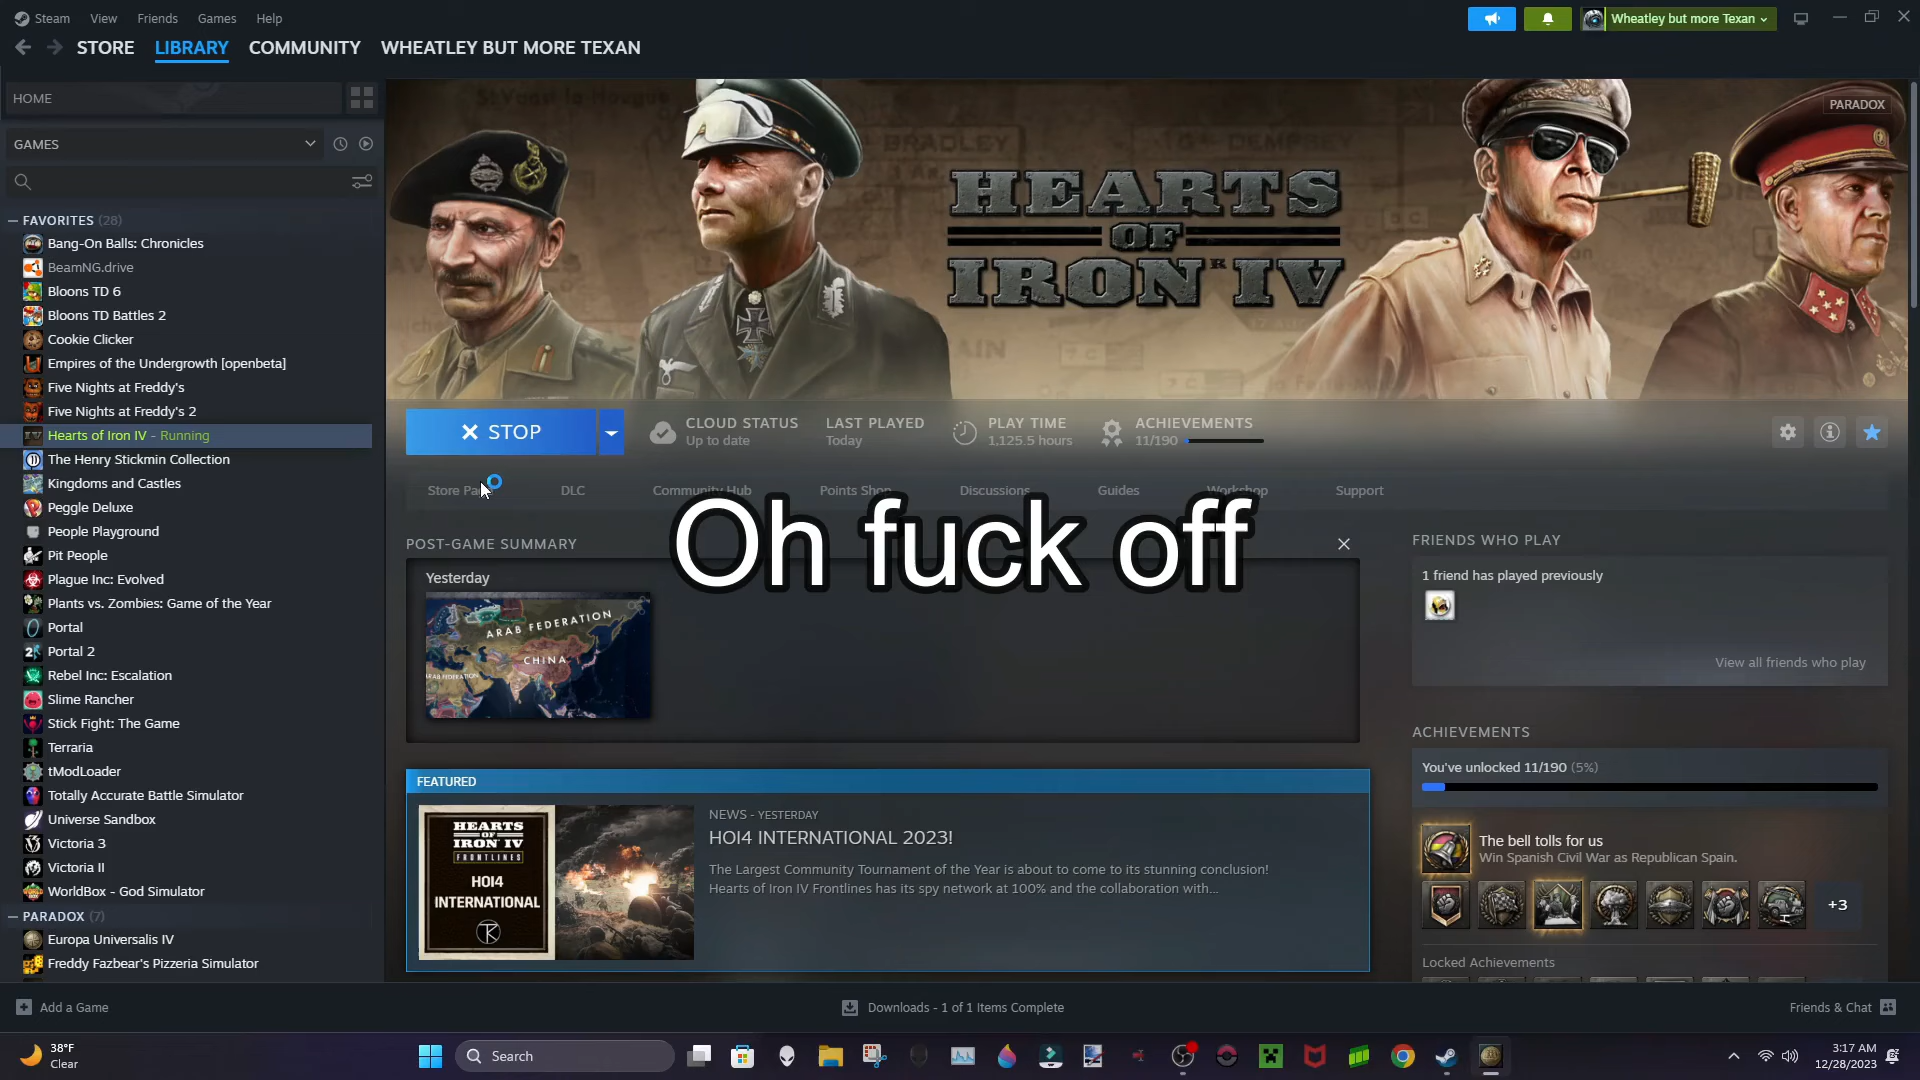 Steam View Friends Games Help
Wheatley but more Texan
STORE LIBRARY COMMUNITY WHEATLEY BUT MORE TEXAN
HOME
GAMES
FAVORITES (28)
Bang-On Balls: Chronicles
BeamNG.drive
Bloons TD 6
Bloons TD Battles 2
Cookie Clicker
Empires of the Undergrowth [openbeta]
Five Nights at Freddy's
Five Nights at Freddy's 2
Hearts of Iron IV - Running
The Henry Stickmin Collection
Kingdoms and Castles
Peggle Deluxe
People Playground
Pit People
Plague Inc: Evolved
Plants vs. Zombies: Game of the Year
Portal
Portal 2
Rebel Inc: Escalation
Slime Rancher
Stick Fight: The Game
Terraria
tModLoader
Totally Accurate Battle Simulator
Universe Sandbox
Victoria 3
Victoria II
WorldBox - God Simulator
PARADOX (7)
Europa Universalis IV
Freddy Fazbear's Pizzeria Simulator
PARADOX
BRADLEY
DEMPSEY
HEARTS
OF
IRON IV
STOP
CLOUD STATUS
Up to date
LAST PLAYED
Today
PLAY TIME
1,125.5 hours
ACHIEVEMENTS
11/190
Store Page DLC Community Hub Points Shop Discussions Guides Workshop Support
Oh fuck off
POST-GAME SUMMARY
Yesterday
ARAB FEDERATION
CHINA
ARAB FEDERATION
FEATURED
HEARTS
OF
IRON IV
FRONTLINES
HOI4
INTERNATIONAL
NEWS - YESTERDAY
HOI4 INTERNATIONAL 2023!
The Largest Community Tournament of the Year is about to come to its stunning conclusion!
Hearts of Iron IV Frontlines has its spy network at 100% and the collaboration with...
FRIENDS WHO PLAY
1 friend has played previously
View all friends who play
ACHIEVEMENTS
You've unlocked 11/190 (5%)
The bell tolls for us
Win Spanish Civil War as Republican Spain.
+3
Locked Achievements
Add a Game
Downloads - 1 of 1 Items Complete
Friends & Chat
38°F
Clear
Search
3:17 AM
12/28/2023